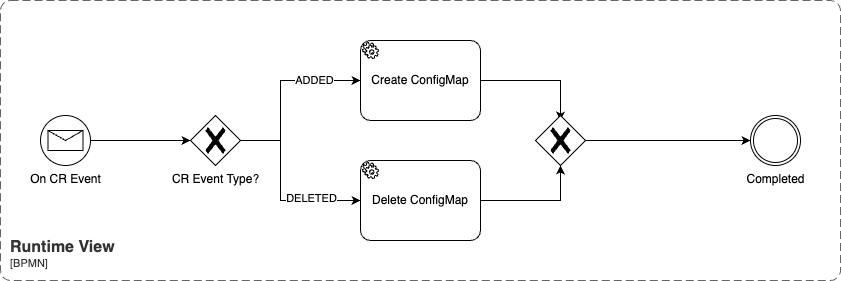 ADDED
Create ConfigMap
On CR Event
CR Event Type?
DELETED
Delete ConfigMap
Completed
Runtime View
[BPMN]